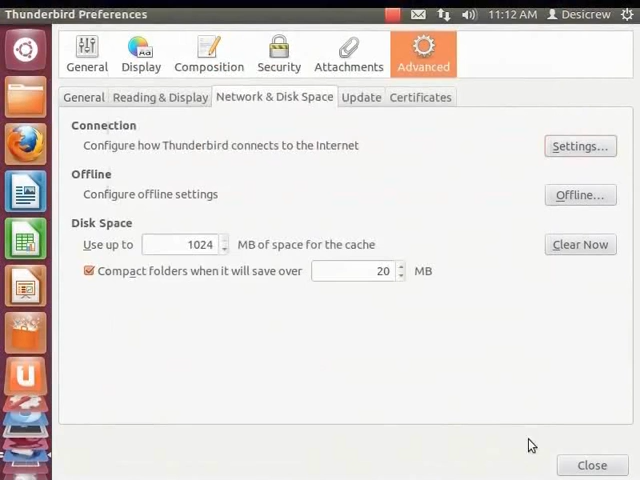 Thunderbird Preferences 11:12 AM Desicrew
General Display Composition Security Attachments Advanced
General Reading & Display Network & Disk Space Update Certificates
Connection
Configure how Thunderbird connects to the Internet Settings...
Offline
Configure offline settings Offline...
Disk Space
Use up to 1024 MB of space for the cache Clear Now
Compact folders when it will save over 20 MB
Close